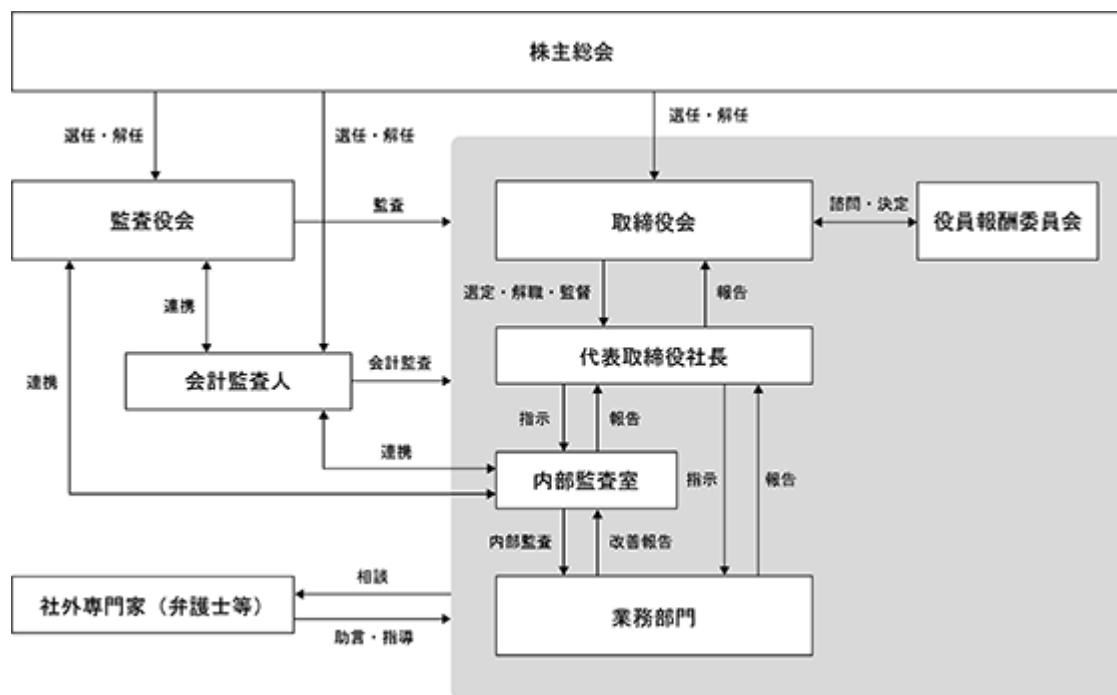 株主総会
選任・解任
選任・解任
選任・解任
監査役会
監査
取締役会
諮問・決定
役員報酬委員会
連携
選定・解職・監督
報告
連携
会計監査人
会計監査
代表取締役社長
指示
報告
連携
内部監査室
指示
報告
内部監査
改善報告
社外専門家（弁護士等）
相談
助言・指導
業務部門